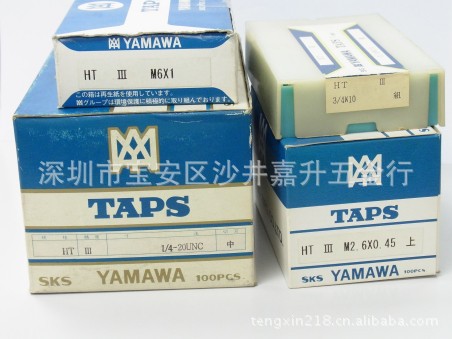 YAMAWA
HT III M6X1
この箱は再生紙を使用しています。
TAPS
HT III 1/4-20UNC 中
SKS YAMAWA 100PCS
HT III
3/4W10 組
HT III M2.6X0.45 上
SKS YAMAWA 100PCS
深圳市宝安区沙井嘉升五金行
tengxin218.cn.alibaba.com